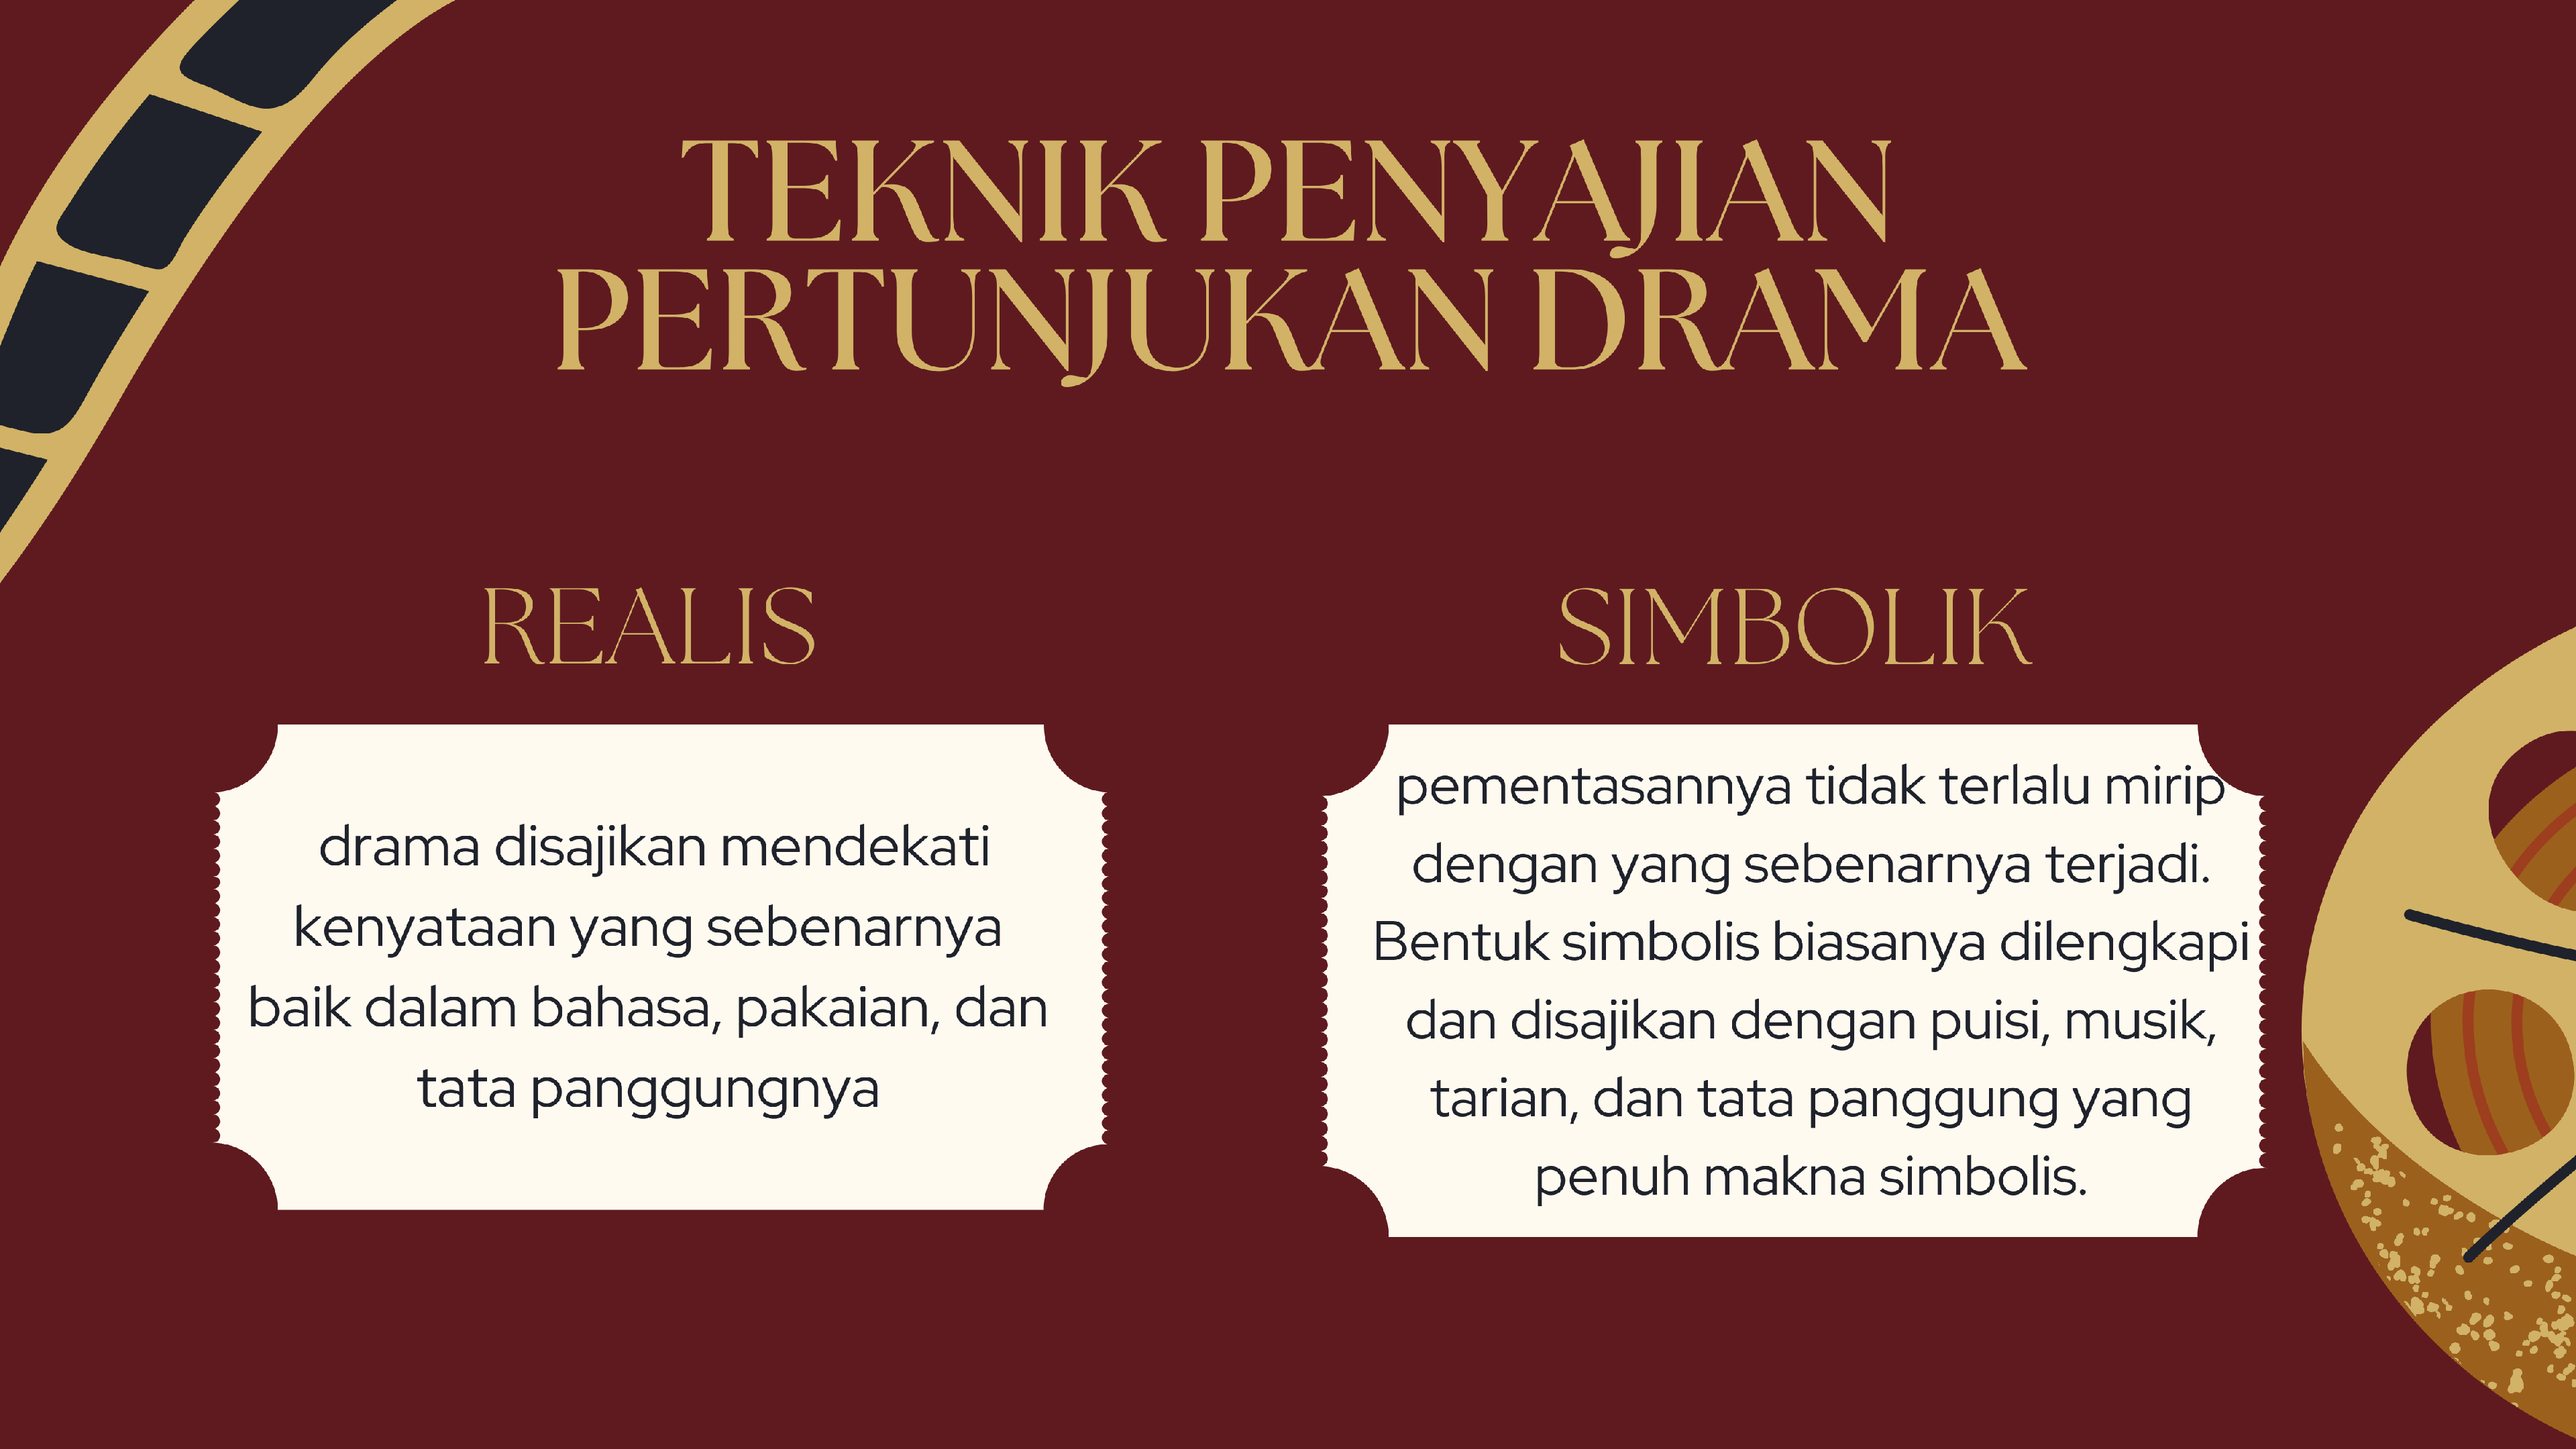 TEKNIK PENYAJIAN
PERTUNJUKAN DRAMA
REALIS
drama disajikan mendekati
kenyataan yang sebenarnya
baik dalam bahasa, pakaian, dan
tata panggungnya
SIMBOLIK
pementasannya tidak terlalu mirip
dengan yang sebenarnya terjadi.
Bentuk simbolis biasanya dilengkapi
dan disajikan dengan puisi, musik,
tarian, dan tata panggung yang
penuh makna simbolis.